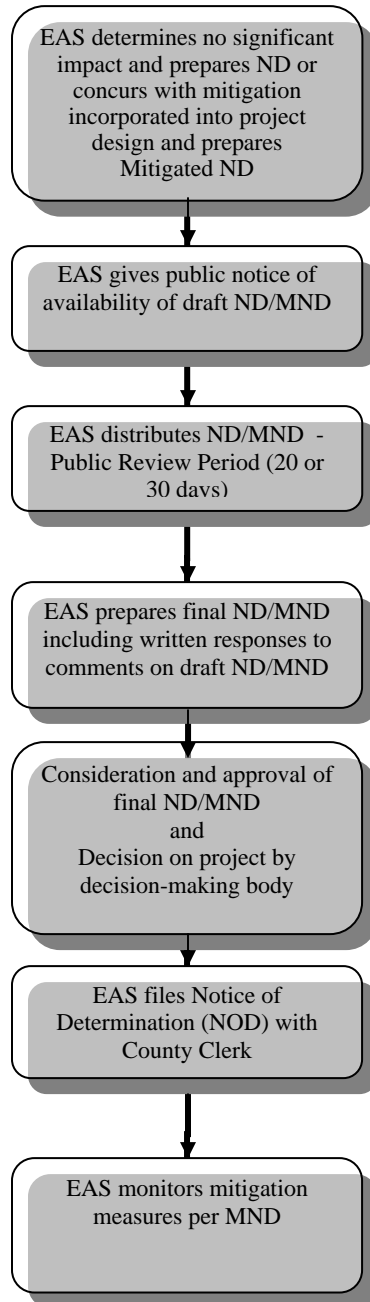 EAS determines no significant
impact and prepares ND or
concurs with mitigation
incorporated into project
design and prepares
Mitigated ND
EAS gives public notice of
availability of draft ND/MND
EAS distributes ND/MND -
Public Review Period (20 or
30 days)
EAS prepares final ND/MND
including written responses to
comments on draft ND/MND
Consideration and approval of
final ND/MND
and
Decision on project by
decision-making body
EAS files Notice of
Determination (NOD) with
County Clerk
EAS monitors mitigation
measures per MND